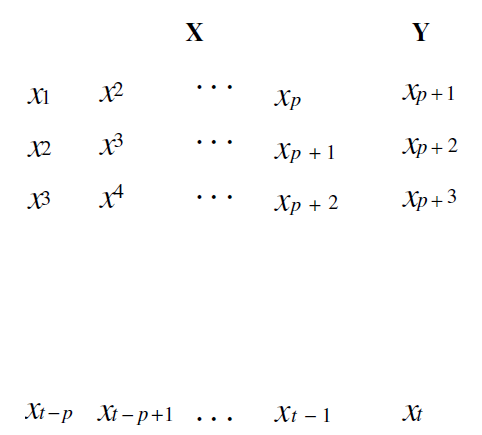 X Y
x1 x2 ... xp xp+1
x2 x3 ... xp + 1 xp+2
x3 x4 ... xp + 2 xp+3
xt−p xt−p+1 ... xt − 1 xt